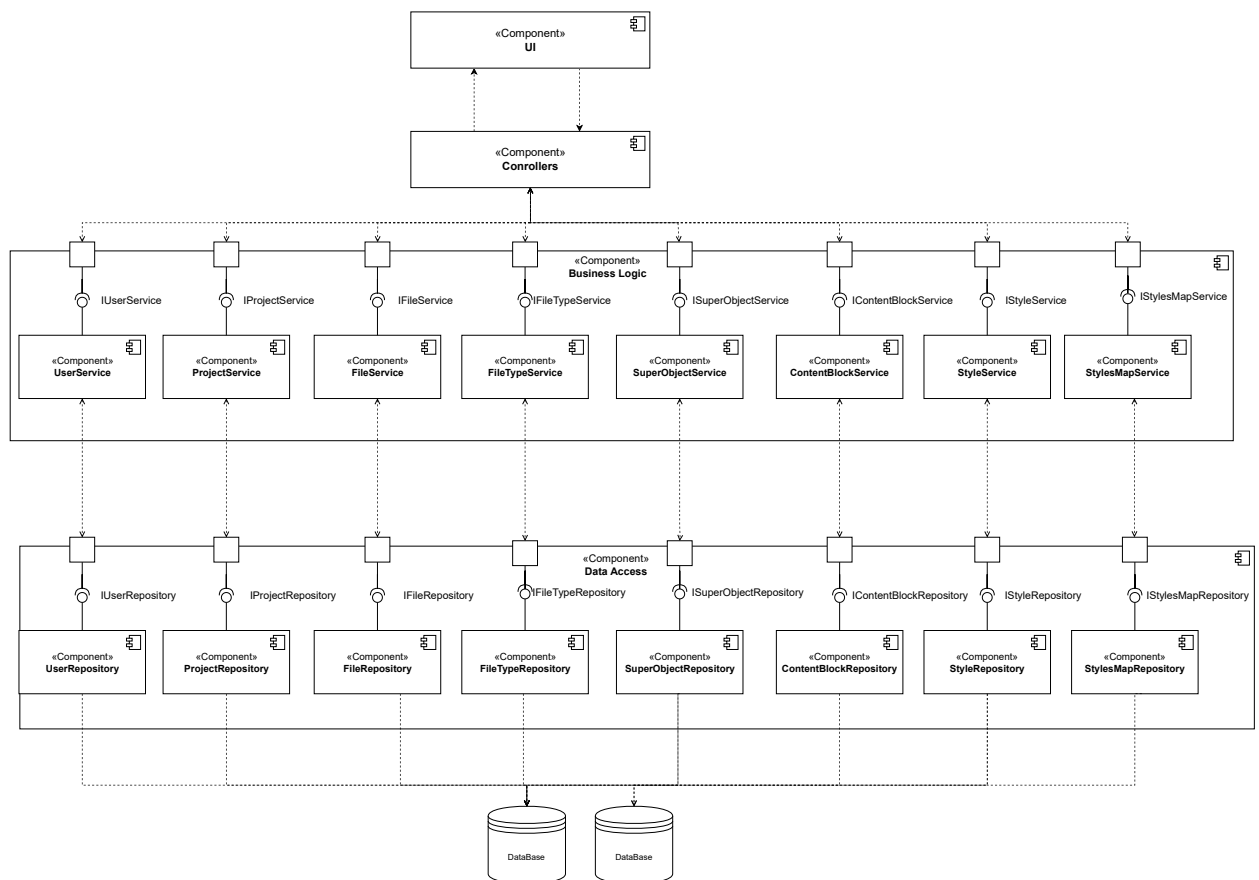 «Component»
UI
«Component»
Conrollers
«Component»
Business Logic
IUserService
IProjectService
IFileService
IFileTypeService
ISuperObjectService
IContentBlockService
IStyleService
IStylesMapService
«Component»
UserService
«Component»
ProjectService
«Component»
FileService
«Component»
FileTypeService
«Component»
SuperObjectService
«Component»
ContentBlockService
«Component»
StyleService
«Component»
StylesMapService
«Component»
Data Access
IUserRepository
IProjectRepository
IFileRepository
IFileTypeRepository
ISuperObjectRepository
IContentBlockRepository
IStyleRepository
IStylesMapRepository
«Component»
UserRepository
«Component»
ProjectRepository
«Component»
FileRepository
«Component»
FileTypeRepository
«Component»
SuperObjectRepository
«Component»
ContentBlockRepository
«Component»
StyleRepository
«Component»
StylesMapRepository
DataBase
DataBase